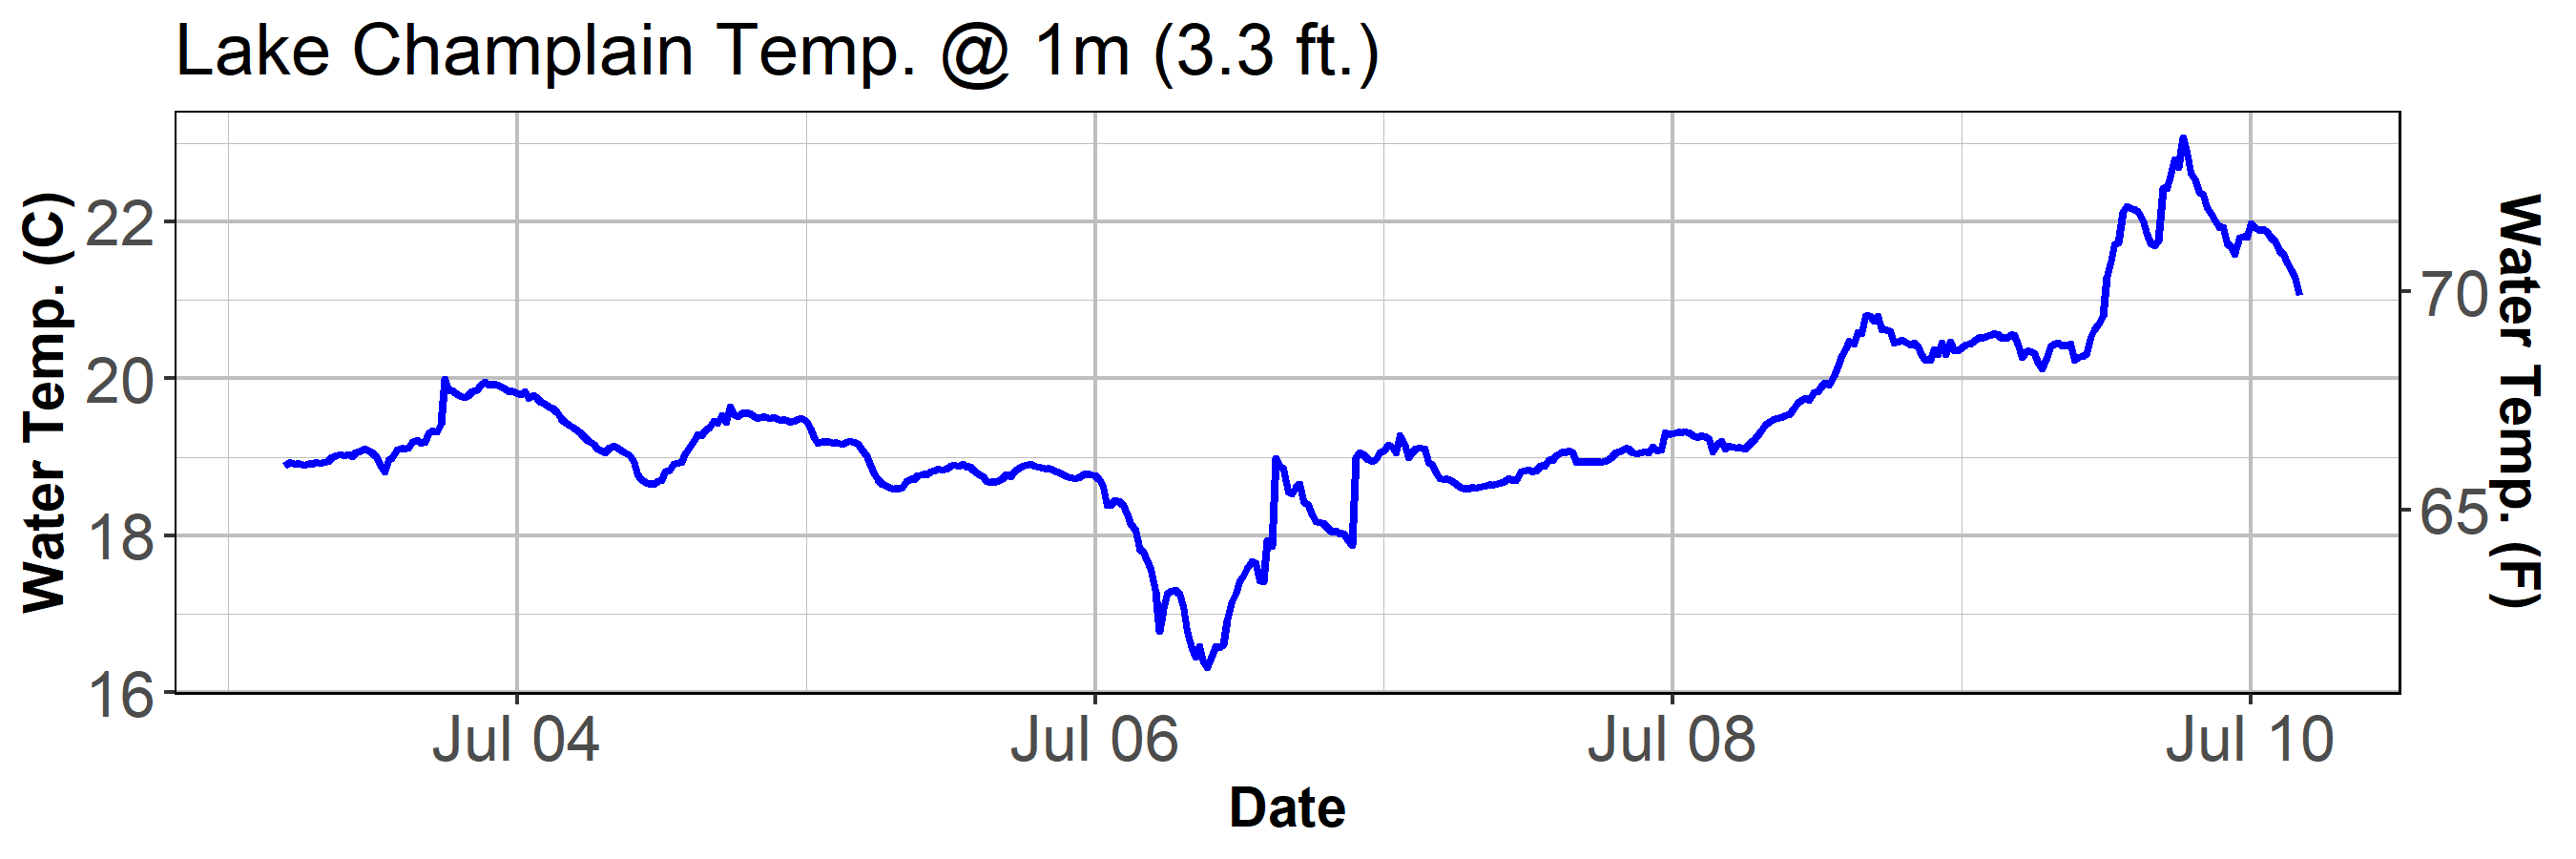 Lake Champlain Temp. @ 1m (3.3 ft.)
Water Temp. (C)
22
20
18
16
70
65
Water Temp. (F)
Jul 04 Jul 06 Jul 08 Jul 10
Date